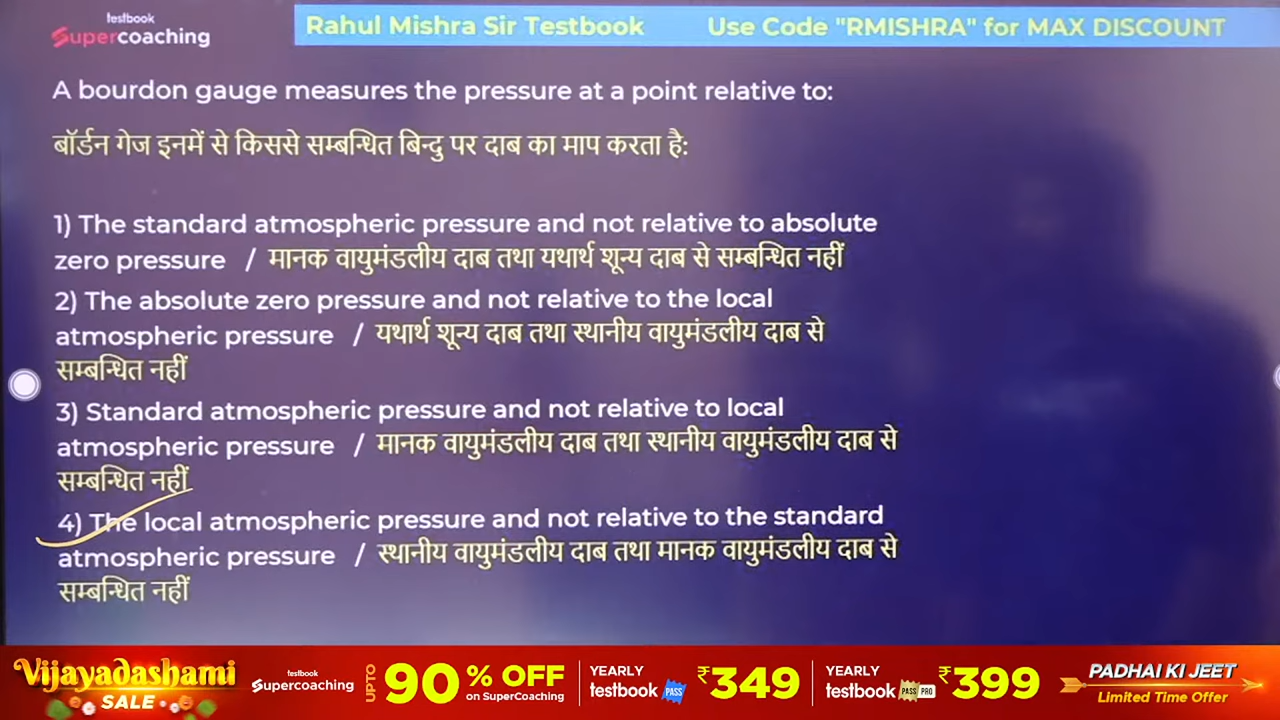 testbook
Supercoaching
Rahul Mishra Sir Testbook Use Code "RMISHRA" for MAX DISCOUNT
A bourdon gauge measures the pressure at a point relative to:
बॉर्डन गेज इनमें से किससे सम्बन्धित बिन्दु पर दाब का माप करता है:
1) The standard atmospheric pressure and not relative to absolute
zero pressure / मानक वायुमंडलीय दाब तथा यथार्थ शून्य दाब से सम्बन्धित नहीं
2) The absolute zero pressure and not relative to the local
atmospheric pressure / यथार्थ शून्य दाब तथा स्थानीय वायुमंडलीय दाब से
सम्बन्धित नहीं
3) Standard atmospheric pressure and not relative to local
atmospheric pressure / मानक वायुमंडलीय दाब तथा स्थानीय वायुमंडलीय दाब से
सम्बन्धित नहीं
4) The local atmospheric pressure and not relative to the standard
atmospheric pressure / स्थानीय वायुमंडलीय दाब तथा मानक वायुमंडलीय दाब से
सम्बन्धित नहीं
Vijayadashami
SALE
testbook
Supercoaching
UPTO 90% OFF
on SuperCoaching
YEARLY
testbook PASS
₹349
YEARLY
testbook PASS PRO
₹399
PADHAI KI JEET
Limited Time Offer